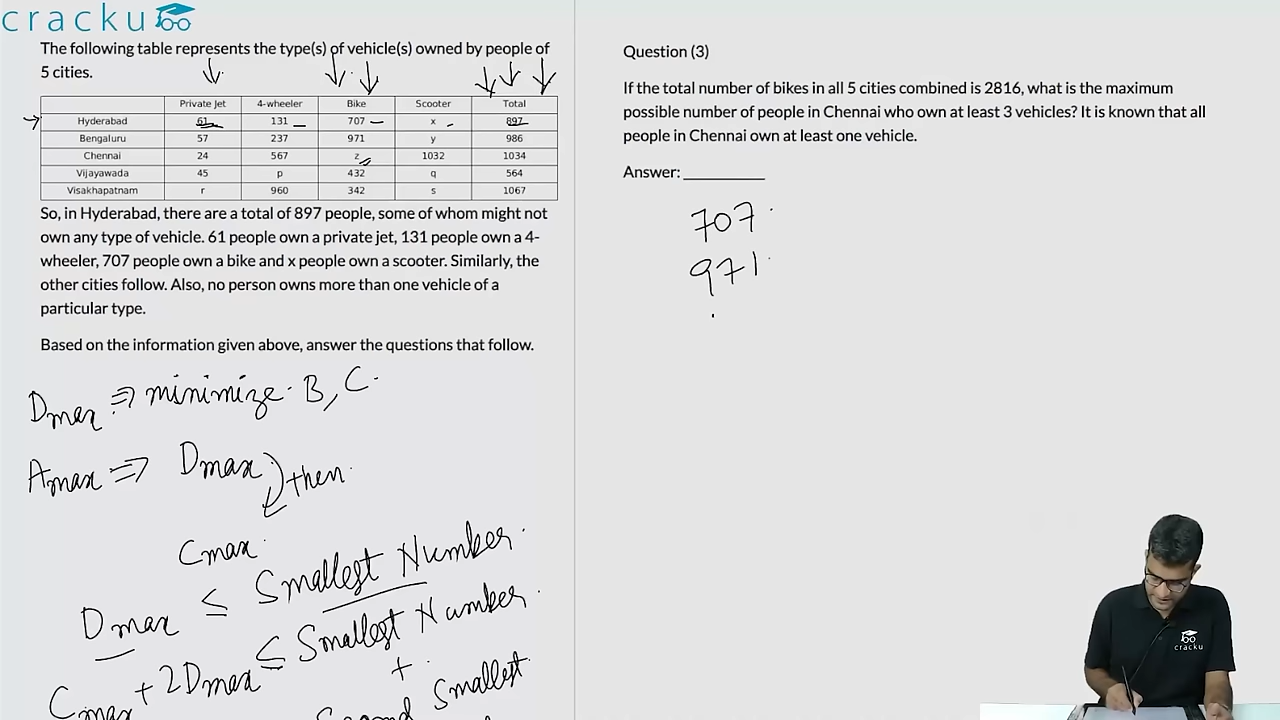 cracku
The following table represents the type(s) of vehicle(s) owned by people of
5 cities.
Private Jet 4-wheeler Bike Scooter Total
Hyderabad 61 131 707 x 897
Bengaluru 57 237 971 y 986
Chennai 24 567 z 1032 1034
Vijayawada 45 p 432 q 564
Visakhapatnam r 960 342 s 1067
So, in Hyderabad, there are a total of 897 people, some of whom might not
own any type of vehicle. 61 people own a private jet, 131 people own a 4-
wheeler, 707 people own a bike and x people own a scooter. Similarly, the
other cities follow. Also, no person owns more than one vehicle of a
particular type.
Based on the information given above, answer the questions that follow.
Dmax ⇒ minimize B, C.
Amax ⇒ Dmax
then
Cmax
Dmax ≤ Smallest Number.
Cmax + 2Dmax ≤ Smallest Number
+
Second Smallest
Question (3)
If the total number of bikes in all 5 cities combined is 2816, what is the maximum
possible number of people in Chennai who own at least 3 vehicles? It is known that all
people in Chennai own at least one vehicle.
Answer: __________
707
971
cracku